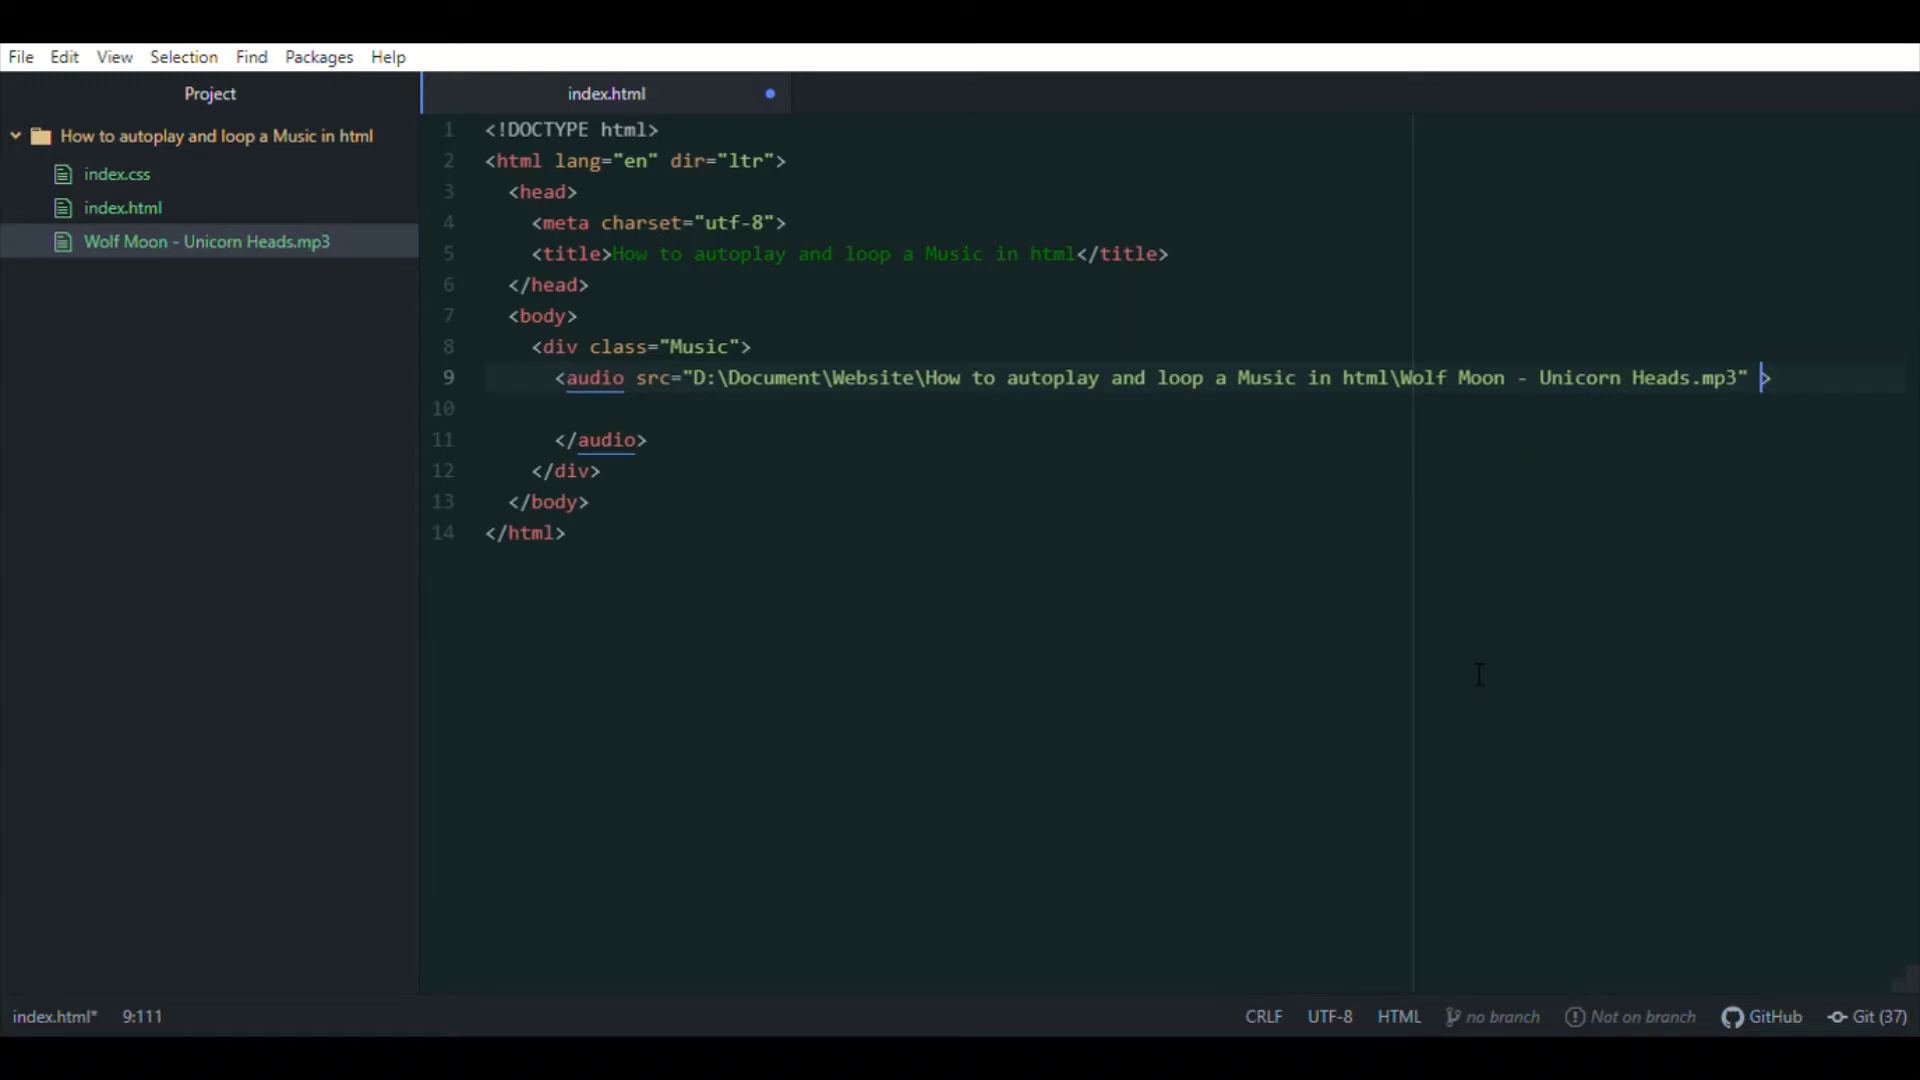 File Edit View Selection Find Packages Help
Project
How to autoplay and loop a Music in html
index.css
index.html
Wolf Moon - Unicorn Heads.mp3
index.html
1 <!DOCTYPE html>
2 <html lang="en" dir="ltr">
3 <head>
4 <meta charset="utf-8">
5 <title>How to autoplay and loop a Music in html</title>
6 </head>
7 <body>
8 <div class="Music">
9 <audio src="D:\Document\Website\How to autoplay and loop a Music in html\Wolf Moon - Unicorn Heads.mp3" >
10
11 </audio>
12 </div>
13 </body>
14 </html>
index.html* 9:111 CRLF UTF-8 HTML no branch Not on branch GitHub Git (37)